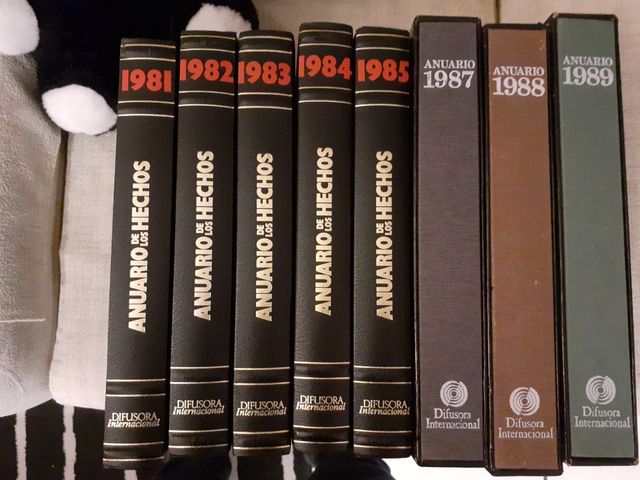 1981
ANUARIO DE LOS HECHOS
DIFUSORA
Internacional
1982
ANUARIO DE LOS HECHOS
DIFUSORA
Internacional
1983
ANUARIO DE LOS HECHOS
DIFUSORA
Internacional
1984
ANUARIO DE LOS HECHOS
DIFUSORA
Internacional
1985
ANUARIO DE LOS HECHOS
DIFUSORA
Internacional
ANUARIO
1987
Difusora
Internacional
ANUARIO
1988
Difusora
Internacional
ANUARIO
1989
Difusora
Internacional